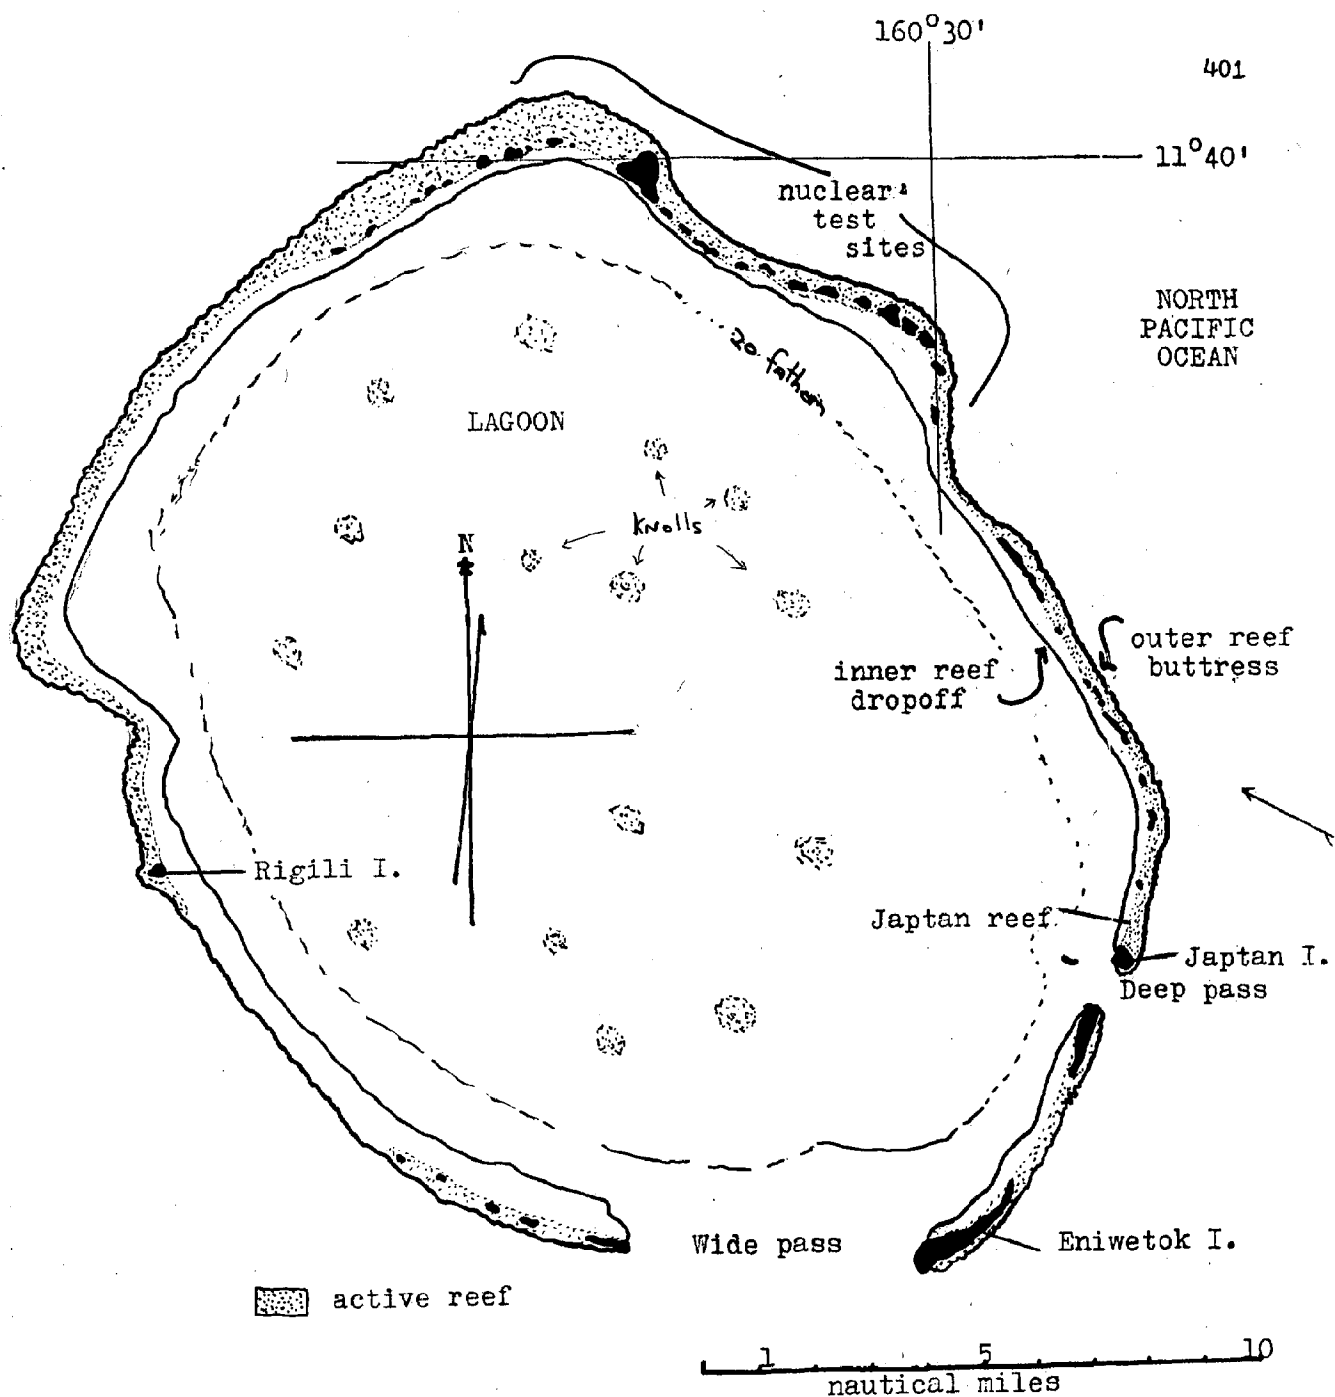 160°30'
401
11°40'
nuclear
test
sites
NORTH
PACIFIC
OCEAN
20 fathom
LAGOON
Knolls
N
outer reef
buttress
inner reef
dropoff
Rigili I.
Japtan reef
Japtan I.
Deep pass
Wide pass
Eniwetok I.
active reef
1 5 10
nautical miles